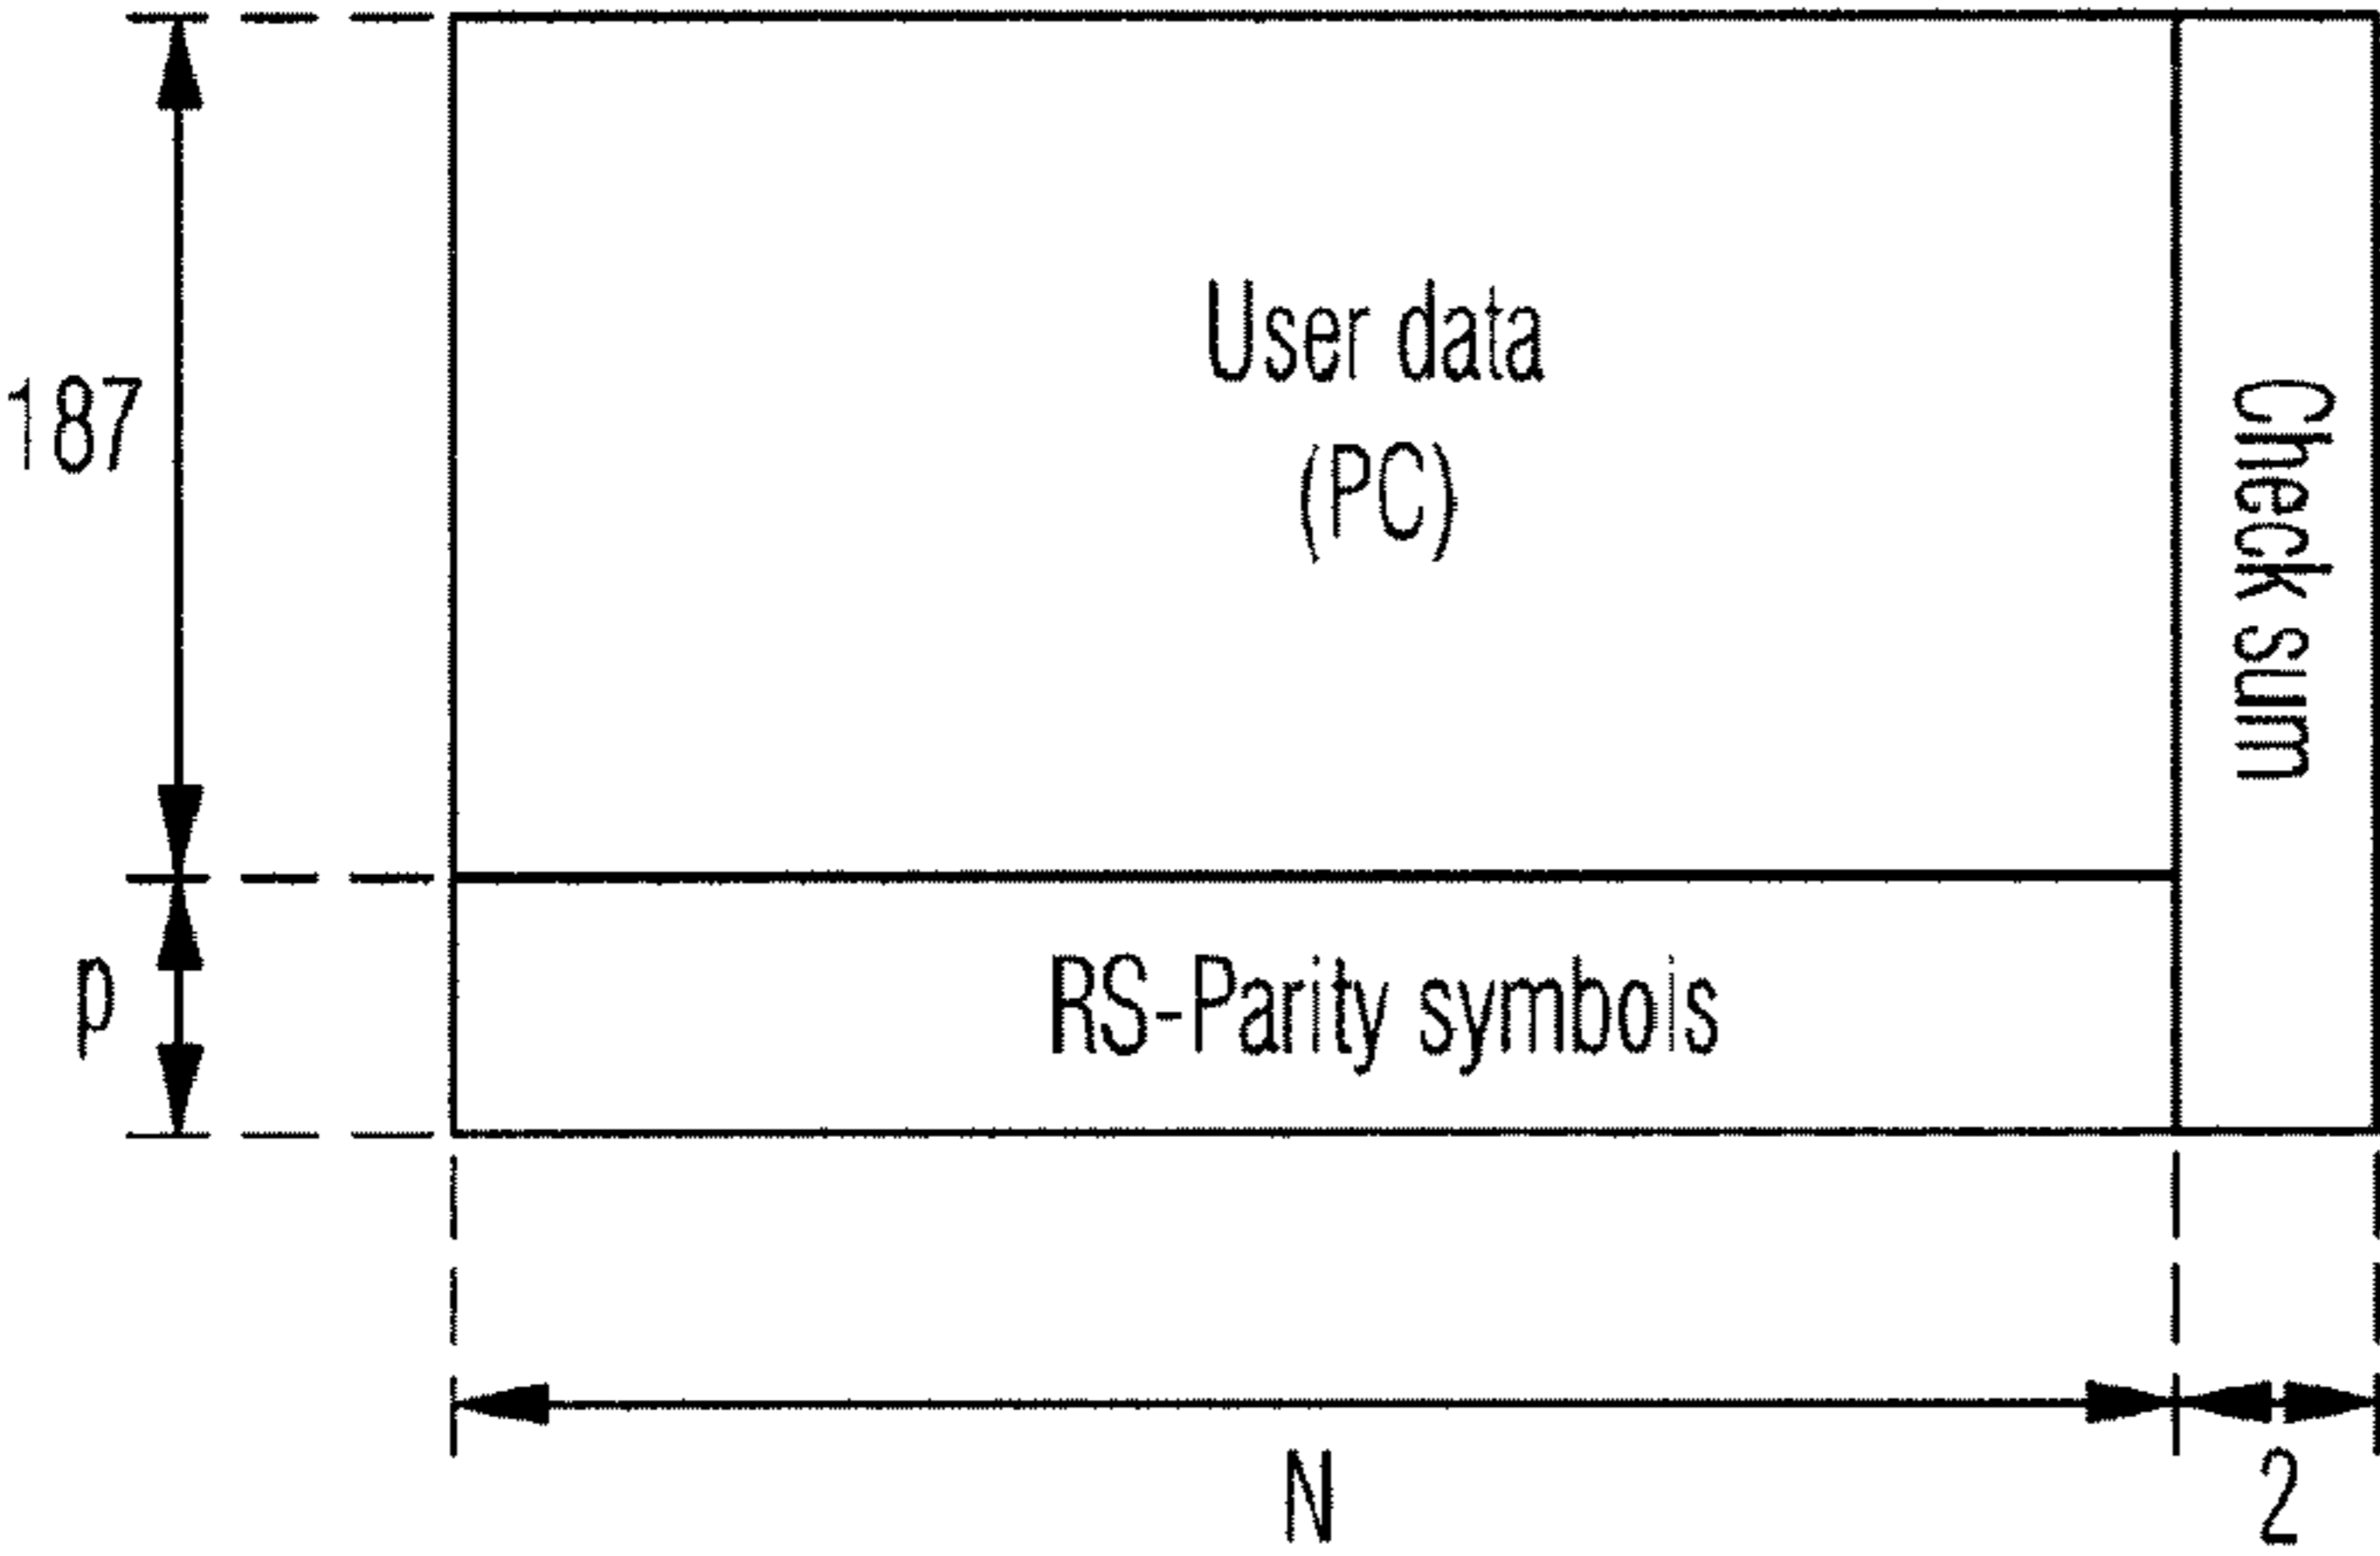 187
User data
(PC)
Check sum
p
RS-Parity symbols
N
2